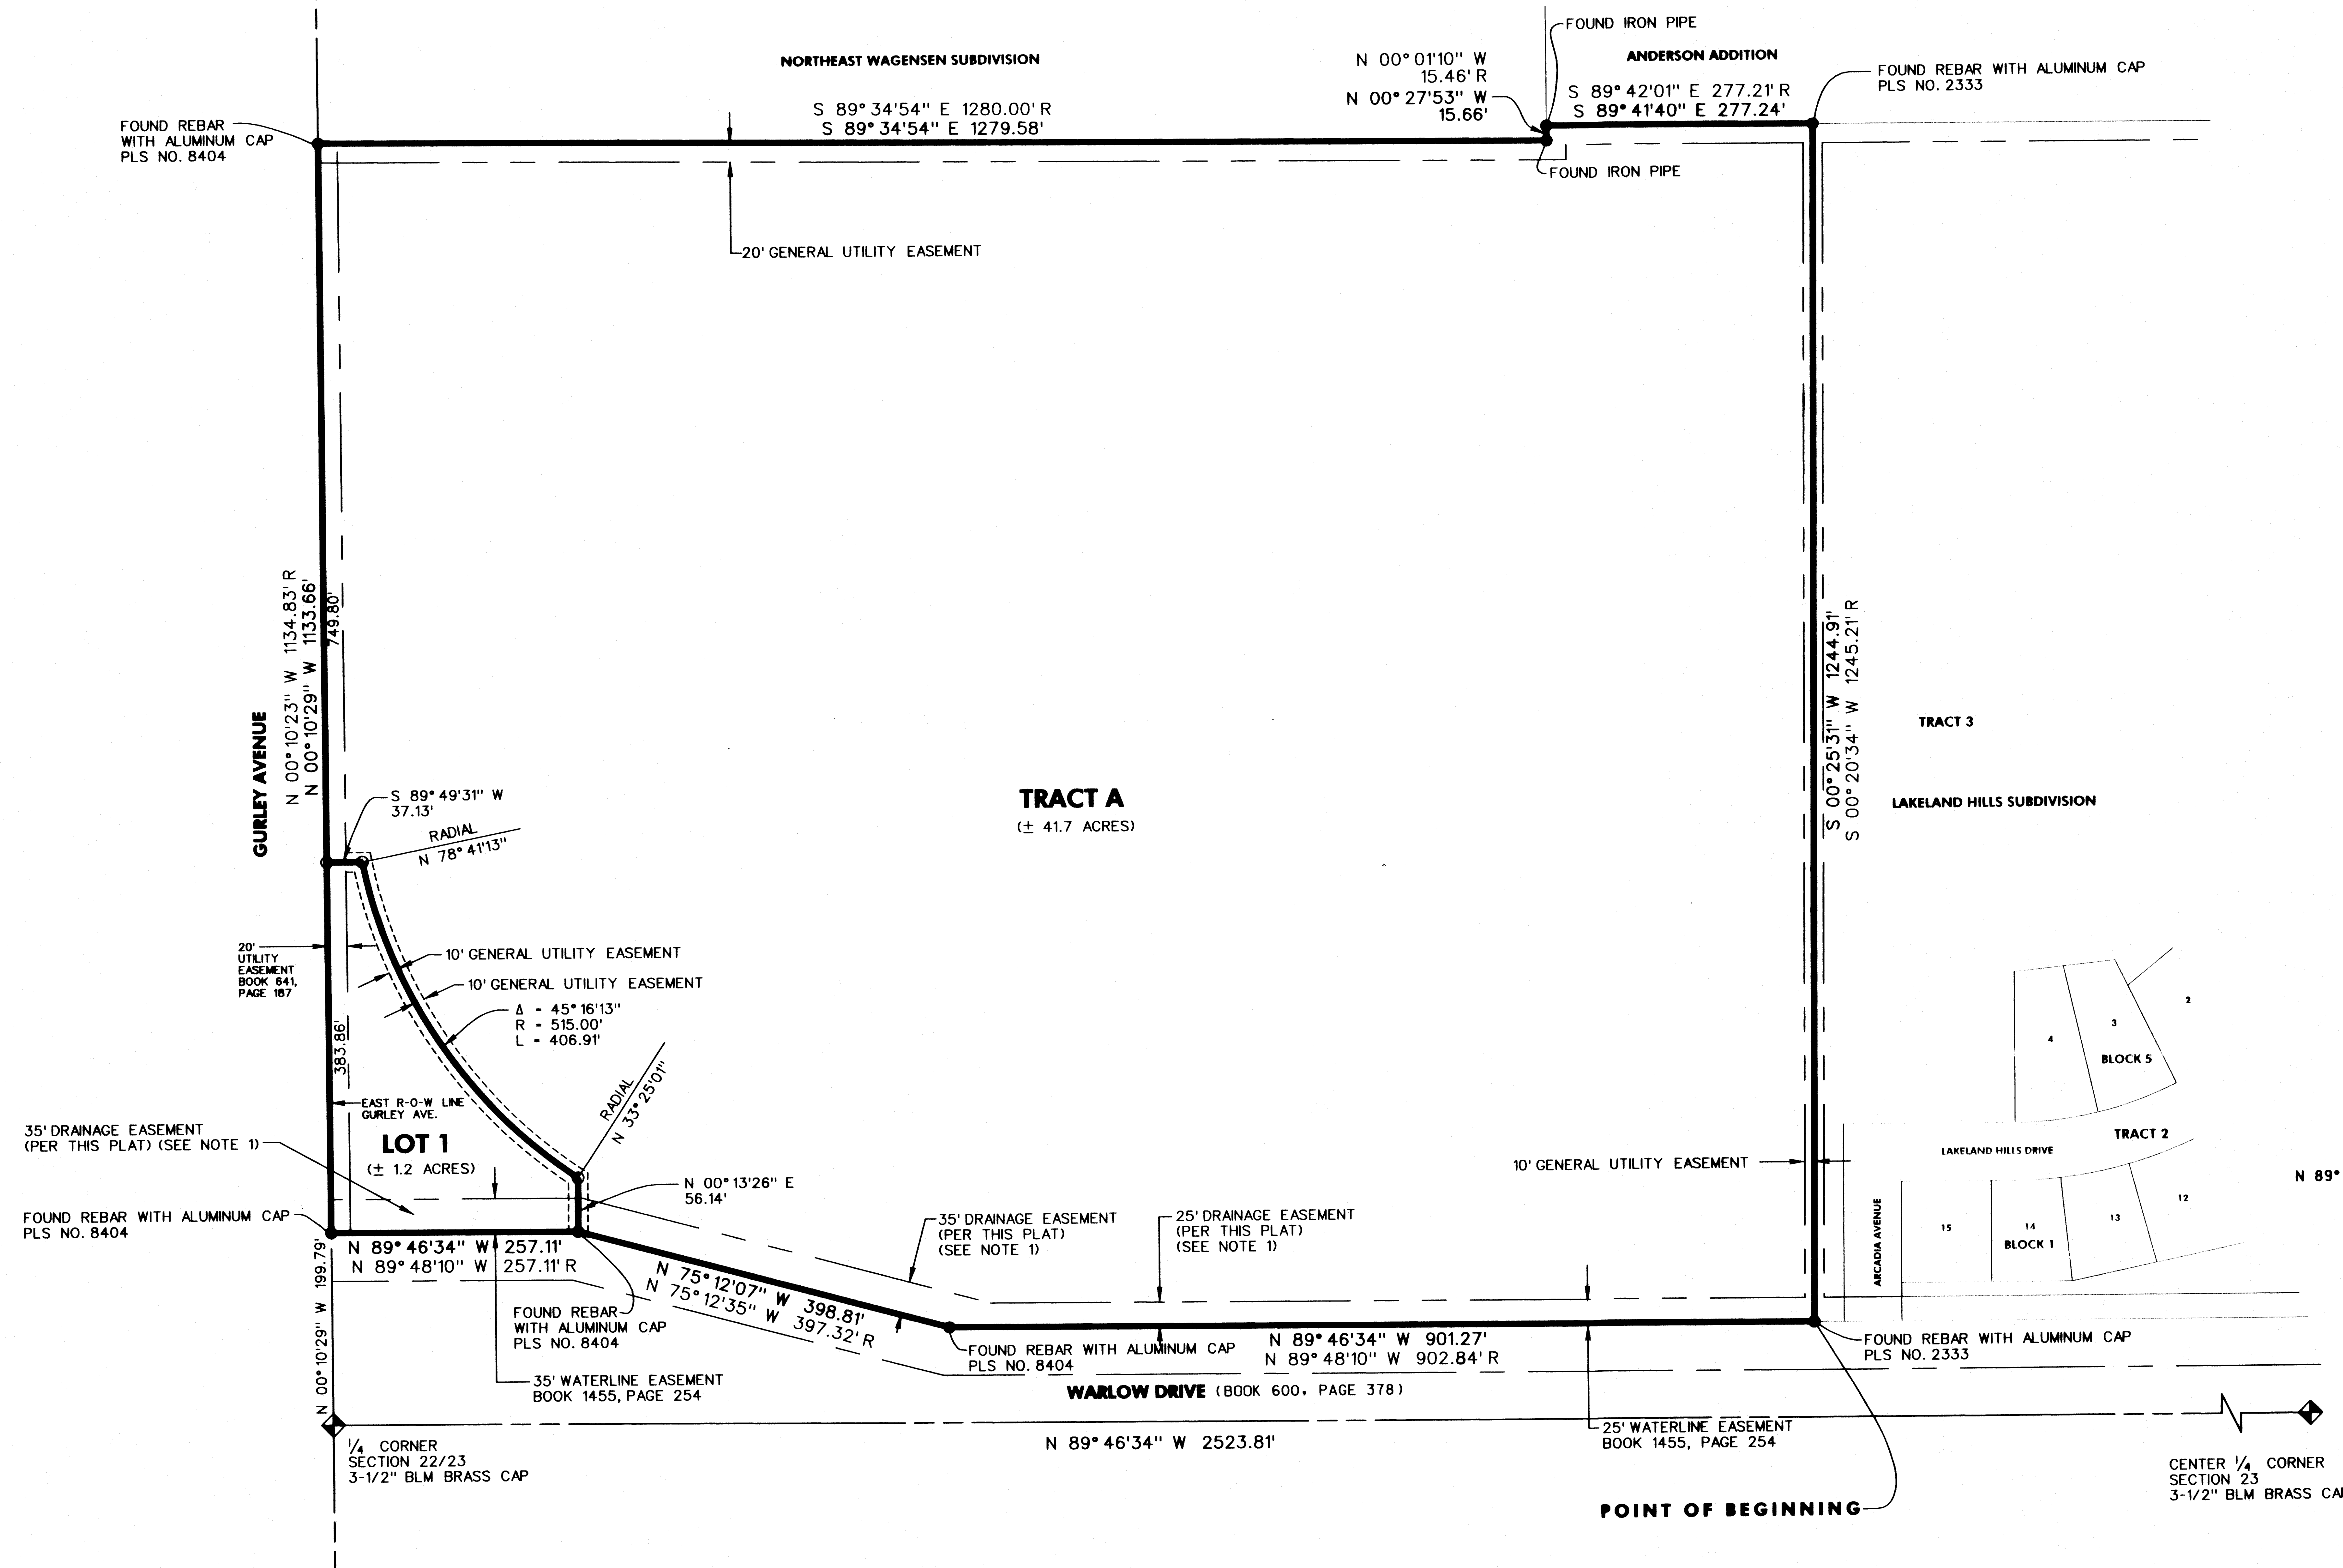 FOUND IRON PIPE
NORTHEAST WAGENSEN SUBDIVISION
N 00° 01'10" W
15.46' R
N 00° 27'53" W
15.66'
ANDERSON ADDITION
S 89° 42'01" E 277.21' R
S 89° 41'40" E 277.24'
FOUND REBAR WITH ALUMINUM CAP
PLS NO. 2333
S 89° 34'54" E 1280.00' R
S 89° 34'54" E 1279.58'
FOUND REBAR
WITH ALUMINUM CAP
PLS NO. 8404
FOUND IRON PIPE
20' GENERAL UTILITY EASEMENT
GURLEY AVENUE
N 00° 10'23" W 1134.83' R
N 00° 10'29" W 1133.66'
749.80'
S 00° 25'31" W 1244.91'
S 00° 20'34" W 1245.21' R
TRACT 3
LAKELAND HILLS SUBDIVISION
TRACT A
(± 41.7 ACRES)
S 89° 49'31" W
37.13'
RADIAL
N 78° 41'13"
20'
UTILITY
EASEMENT
BOOK 641,
PAGE 187
10' GENERAL UTILITY EASEMENT
10' GENERAL UTILITY EASEMENT
Δ = 45° 16'13"
R = 515.00'
L = 406.91'
383.86'
RADIAL
N 33° 25'01"
EAST R-O-W LINE
GURLEY AVE.
LOT 1
(± 1.2 ACRES)
35' DRAINAGE EASEMENT
(PER THIS PLAT) (SEE NOTE 1)
N 00° 13'26" E
56.14'
FOUND REBAR WITH ALUMINUM CAP
PLS NO. 8404
N 89° 46'34" W 257.11'
N 89° 48'10" W 257.11' R
N 00° 10'29" W 199.79'
35' DRAINAGE EASEMENT
(PER THIS PLAT)
(SEE NOTE 1)
25' DRAINAGE EASEMENT
(PER THIS PLAT)
(SEE NOTE 1)
10' GENERAL UTILITY EASEMENT
2
3
4
BLOCK 5
TRACT 2
LAKELAND HILLS DRIVE
N 89°
12
13
14
15
BLOCK 1
ARCADIA AVENUE
N 75° 12'07" W 398.81'
N 75° 12'35" W 397.32' R
FOUND REBAR
WITH ALUMINUM CAP
PLS NO. 8404
FOUND REBAR WITH ALUMINUM CAP
PLS NO. 8404
N 89° 46'34" W 901.27'
N 89° 48'10" W 902.84' R
FOUND REBAR WITH ALUMINUM CAP
PLS NO. 2333
35' WATERLINE EASEMENT
BOOK 1455, PAGE 254
WARLOW DRIVE (BOOK 600, PAGE 378)
25' WATERLINE EASEMENT
BOOK 1455, PAGE 254
N 89° 46'34" W 2523.81'
1/4 CORNER
SECTION 22/23
3-1/2" BLM BRASS CAP
CENTER 1/4 CORNER
SECTION 23
3-1/2" BLM BRASS CA
POINT OF BEGINNING